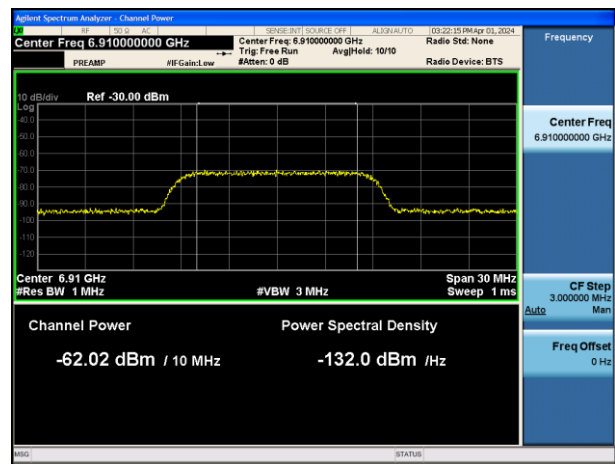 Agilent Spectrum Analyzer - Channel Power
RF 50 Ω AC SENSE:INT SOURCE OFF ALIGNAUTO 03:22:15 PM Apr 01, 2024
Center Freq 6.910000000 GHz
Center Freq: 6.910000000 GHz
Radio Std: None
Trig: Free Run Avg|Hold: 10/10
PREAMP #IFGain:Low #Atten: 0 dB Radio Device: BTS
Frequency
10 dB/div Ref -30.00 dBm
Log
-40.0
-50.0
-60.0
-70.0
-80.0
-90.0
-100
-110
-120
Center 6.91 GHz Span 30 MHz
#Res BW 1 MHz #VBW 3 MHz Sweep 1 ms
Channel Power Power Spectral Density
-62.02 dBm / 10 MHz -132.0 dBm /Hz
Center Freq
6.910000000 GHz
CF Step
3.000000 MHz
Auto Man
Freq Offset
0 Hz
MSG STATUS